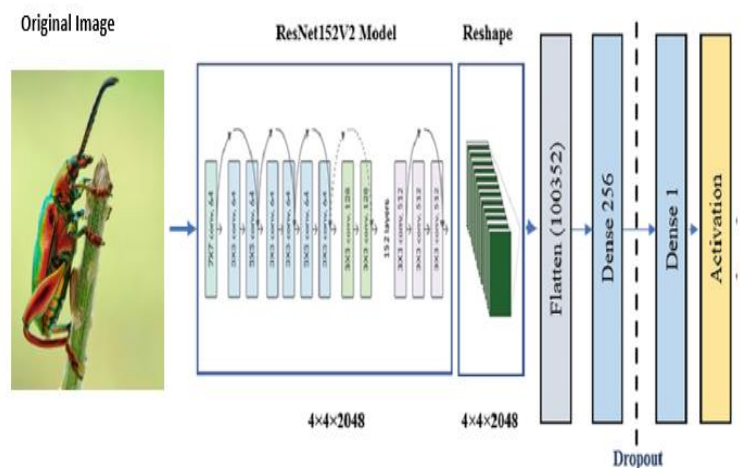 Original Image
ResNet152V2 Model
Reshape
7X7 conv, 64
3X3 conv, 64
3X3 conv, 64
3X3 conv, 64
3X3 conv, 64
3X3 conv, 64
3X3 conv, 64
3X3 conv, 128
3X3 conv, 128
152 layers
3X3 conv, 512
3X3 conv, 512
3X3 conv, 512
Flatten (100352)
Dense 256
Dense 1
Activation
4×4×2048
4×4×2048
Dropout